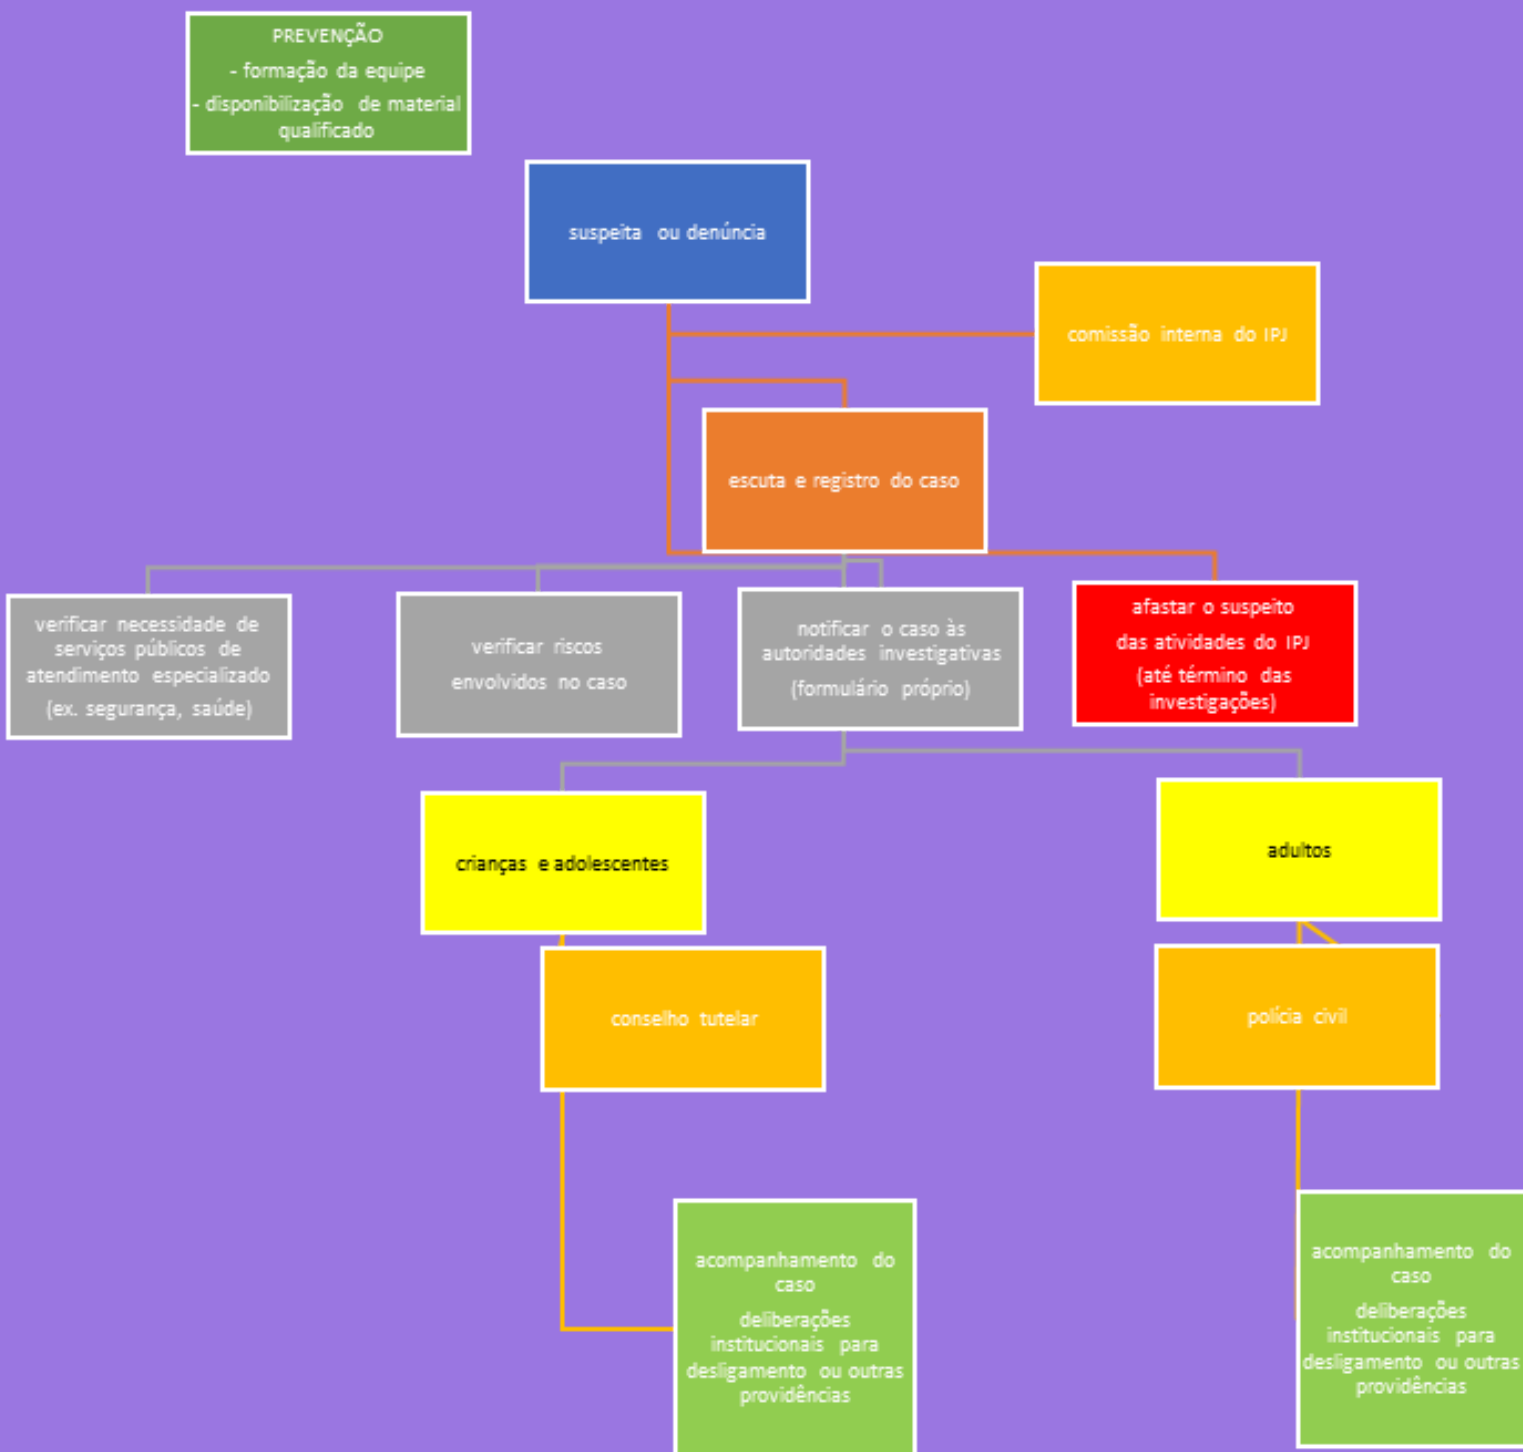 PREVENÇÃO
- formação da equipe
- disponibilização de material
qualificado
suspeita ou denúncia
comissão interna do IPJ
escuta e registro do caso
verificar necessidade de
serviços públicos de
atendimento especializado
(ex. segurança, saúde)
verificar riscos
envolvidos no caso
notificar o caso às
autoridades investigativas
(formulário próprio)
afastar o suspeito
das atividades do IPJ
(até término das
investigações)
crianças e adolescentes
adultos
conselho tutelar
polícia civil
acompanhamento do
caso
deliberações
institucionais para
desligamento ou outras
providências
acompanhamento do
caso
deliberações
institucionais para
desligamento ou outras
providências